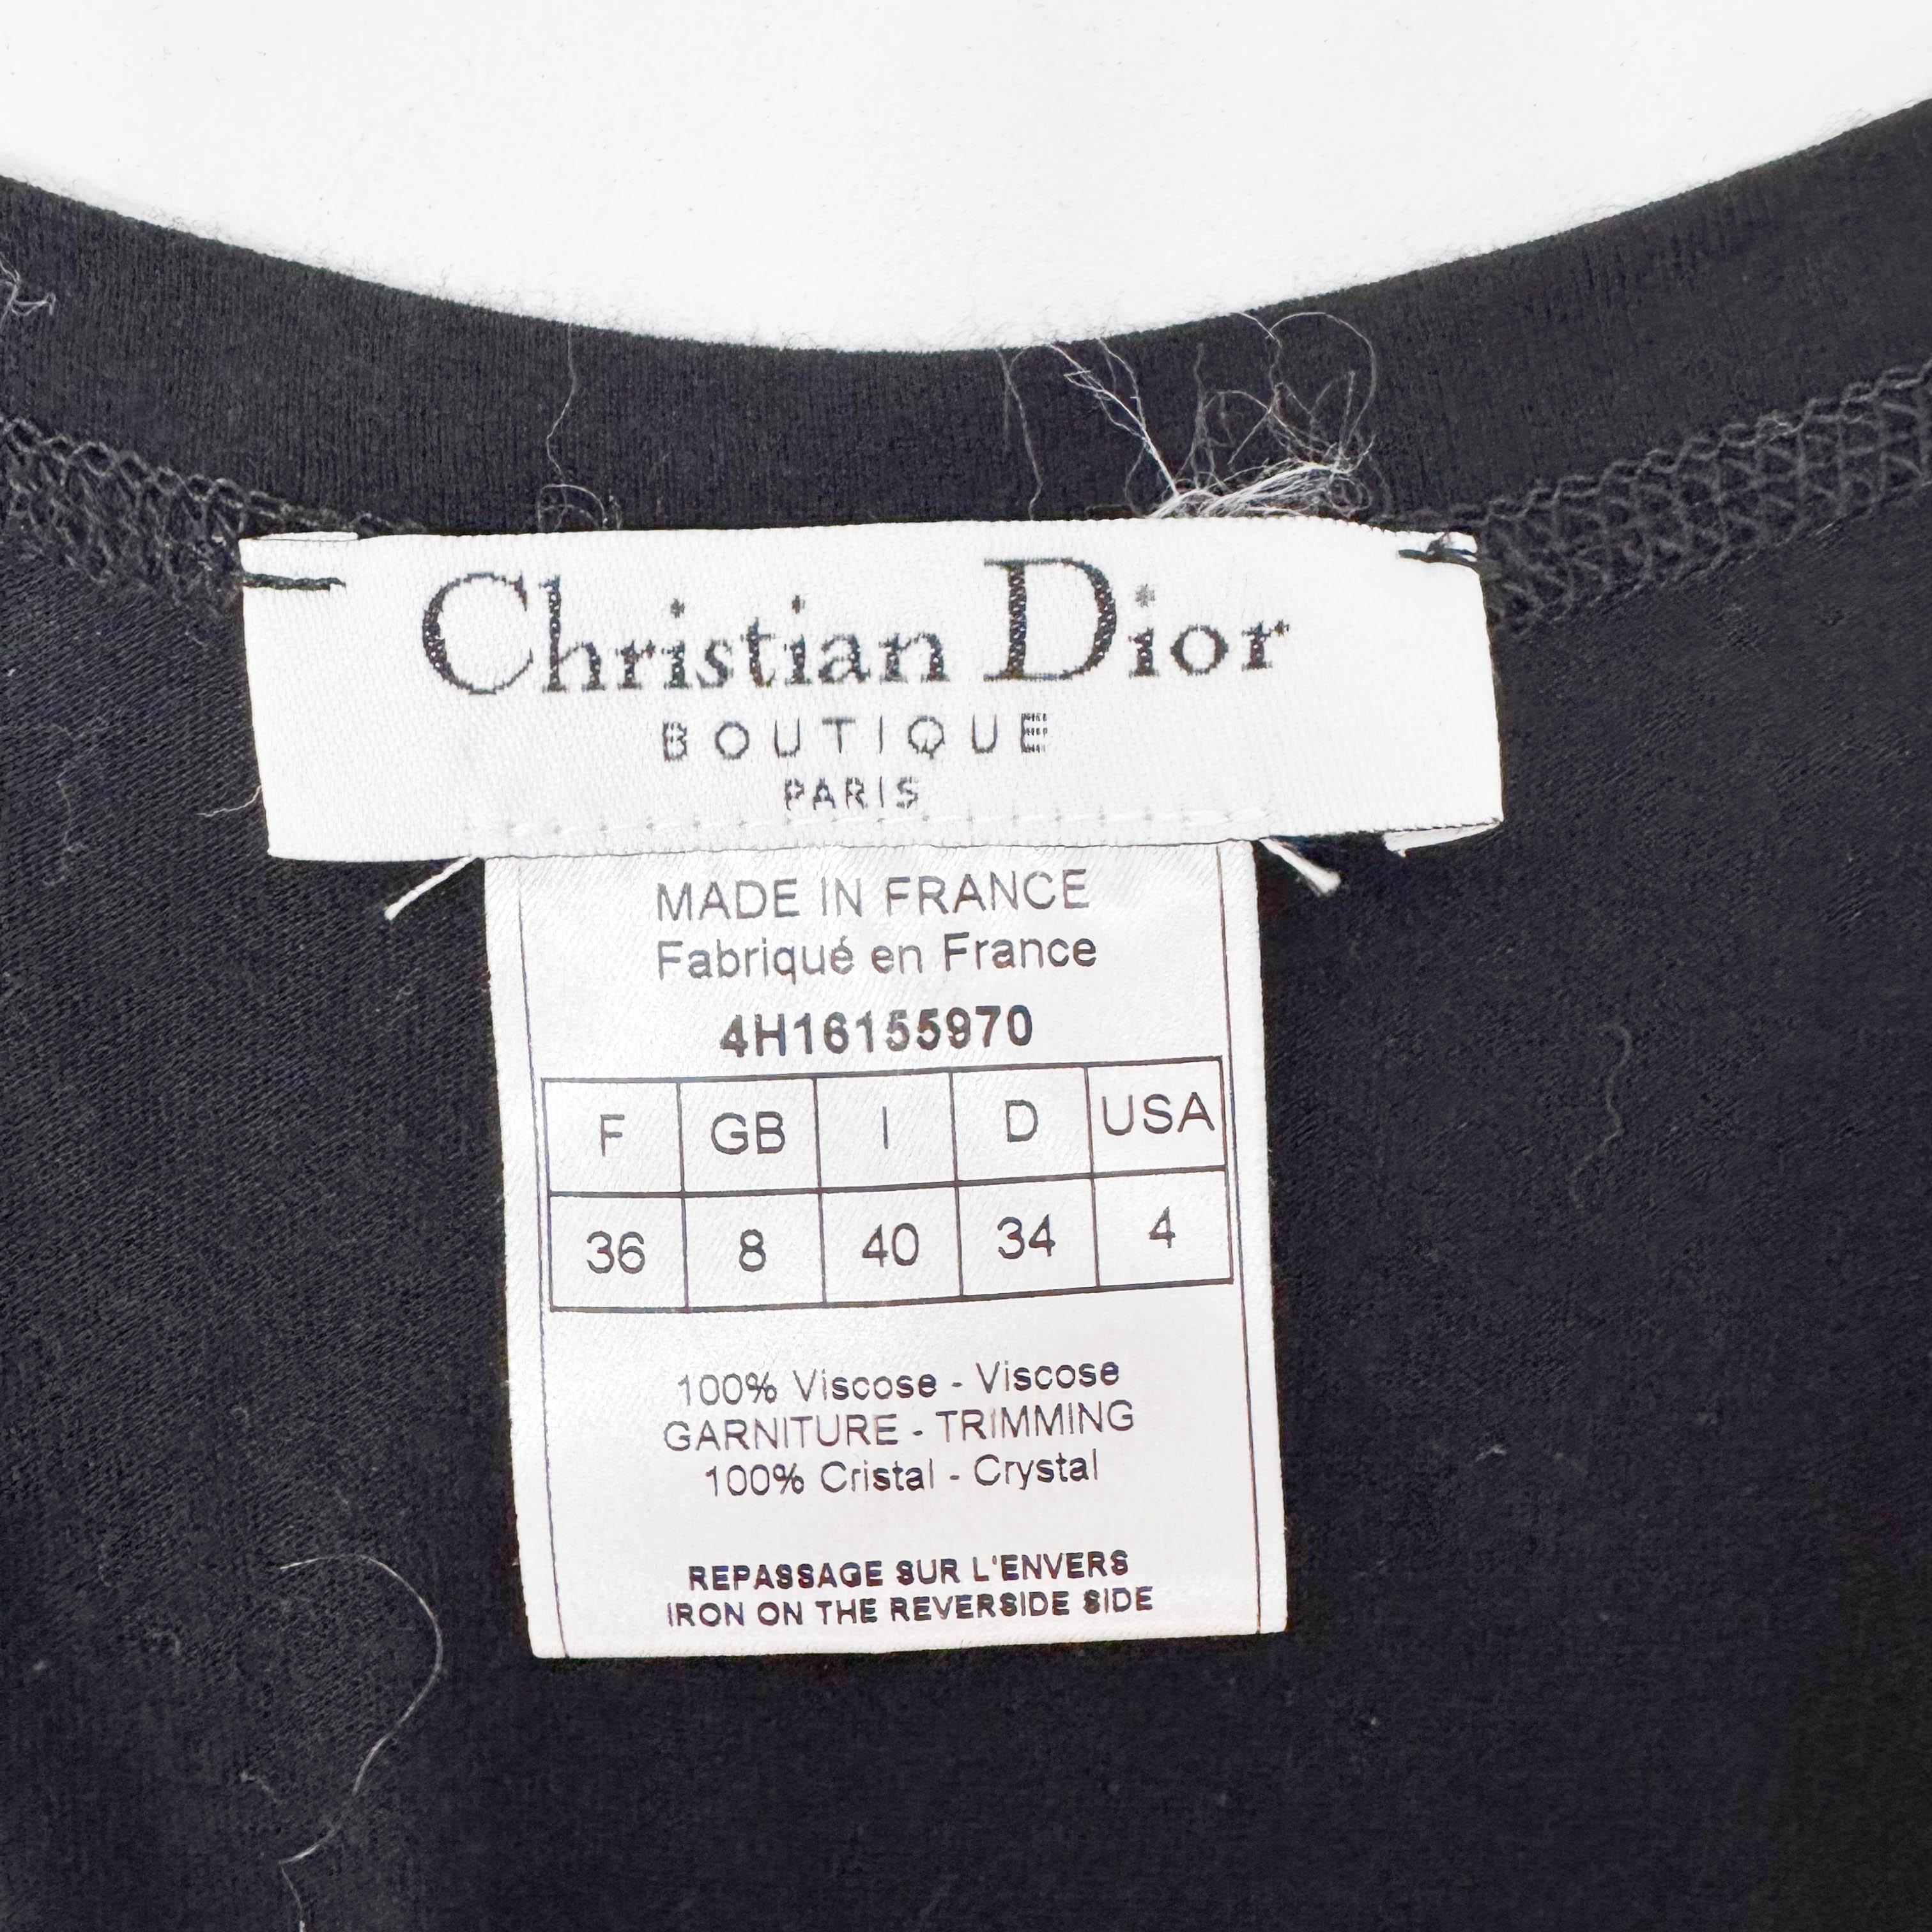 Christian Dior
BOUTIQUE
PARIS
MADE IN FRANCE
Fabriqué en France
4H16155970
F GB I D USA
36 8 40 34 4
100% Viscose - Viscose
GARNITURE - TRIMMING
100% Cristal - Crystal
REPASSAGE SUR L'ENVERS
IRON ON THE REVERSIDE SIDE